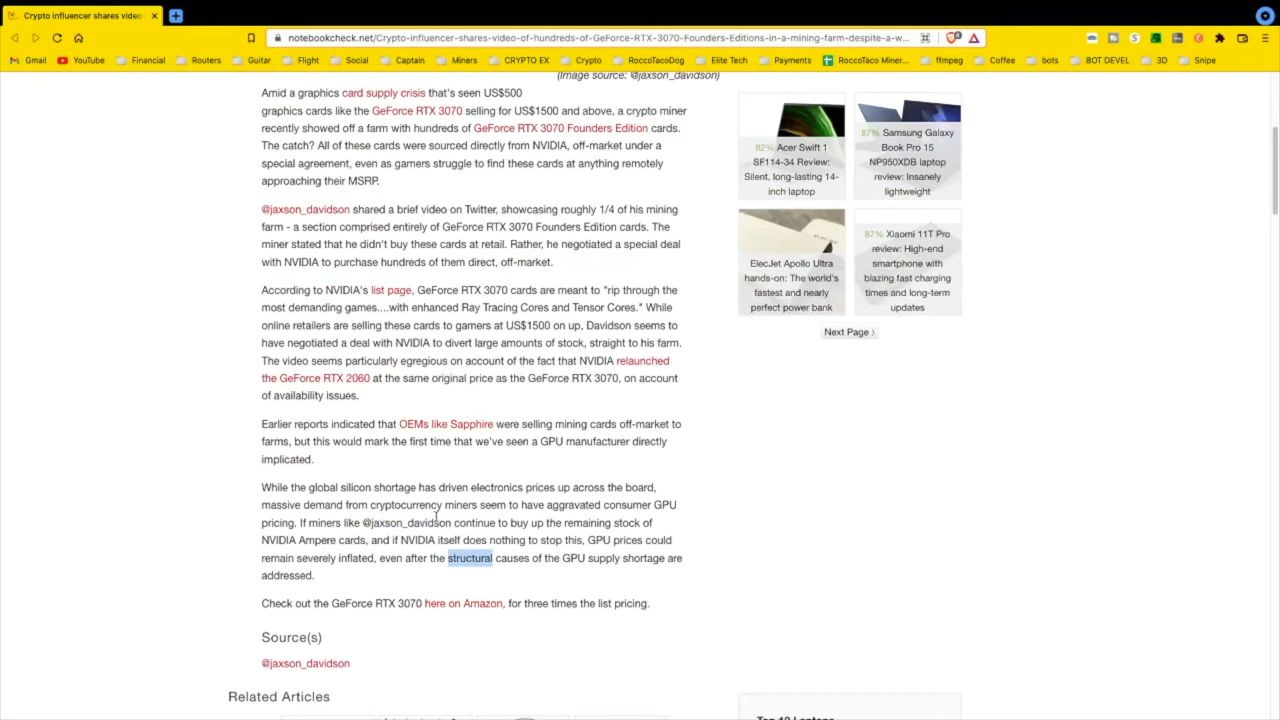 Crypto influencer shares video
notebookcheck.net/Crypto-influencer-shares-video-of-hundreds-of-GeForce-RTX-3070-Founders-Editions-in-a-mining-farm-despite-a-w...
Gmail YouTube Financial Routers Guitar Flight Social Captain Miners CRYPTO EX Crypto RoccoTacoDog Elite Tech Payments RoccoTaco Miner... ffmpeg Coffee bots BOT DEVEL 3D Snipe
(Image source: @jaxson_davidson)
Amid a graphics card supply crisis that's seen US$500
graphics cards like the GeForce RTX 3070 selling for US$1500 and above, a crypto miner
recently showed off a farm with hundreds of GeForce RTX 3070 Founders Edition cards.
The catch? All of these cards were sourced directly from NVIDIA, off-market under a
special agreement, even as gamers struggle to find these cards at anything remotely
approaching their MSRP.
@jaxson_davidson shared a brief video on Twitter, showcasing roughly 1/4 of his mining
farm - a section comprised entirely of GeForce RTX 3070 Founders Edition cards. The
miner stated that he didn't buy these cards at retail. Rather, he negotiated a special deal
with NVIDIA to purchase hundreds of them direct, off-market.
According to NVIDIA's list page, GeForce RTX 3070 cards are meant to "rip through the
most demanding games....with enhanced Ray Tracing Cores and Tensor Cores." While
online retailers are selling these cards to gamers at US$1500 on up, Davidson seems to
have negotiated a deal with NVIDIA to divert large amounts of stock, straight to his farm.
The video seems particularly egregious on account of the fact that NVIDIA relaunched
the GeForce RTX 2060 at the same original price as the GeForce RTX 3070, on account
of availability issues.
Earlier reports indicated that OEMs like Sapphire were selling mining cards off-market to
farms, but this would mark the first time that we've seen a GPU manufacturer directly
implicated.
While the global silicon shortage has driven electronics prices up across the board,
massive demand from cryptocurrency miners seem to have aggravated consumer GPU
pricing. If miners like @jaxson_davidson continue to buy up the remaining stock of
NVIDIA Ampere cards, and if NVIDIA itself does nothing to stop this, GPU prices could
remain severely inflated, even after the structural causes of the GPU supply shortage are
addressed.
Check out the GeForce RTX 3070 here on Amazon, for three times the list pricing.
Source(s)
@jaxson_davidson
Related Articles
82% Acer Swift 1
SF114-34 Review:
Silent, long-lasting 14-
inch laptop
87% Samsung Galaxy
Book Pro 15
NP950XDB laptop
review: Insanely
lightweight
ElecJet Apollo Ultra
hands-on: The world's
fastest and nearly
perfect power bank
87% Xiaomi 11T Pro
review: High-end
smartphone with
blazing fast charging
times and long-term
updates
Next Page ⟩